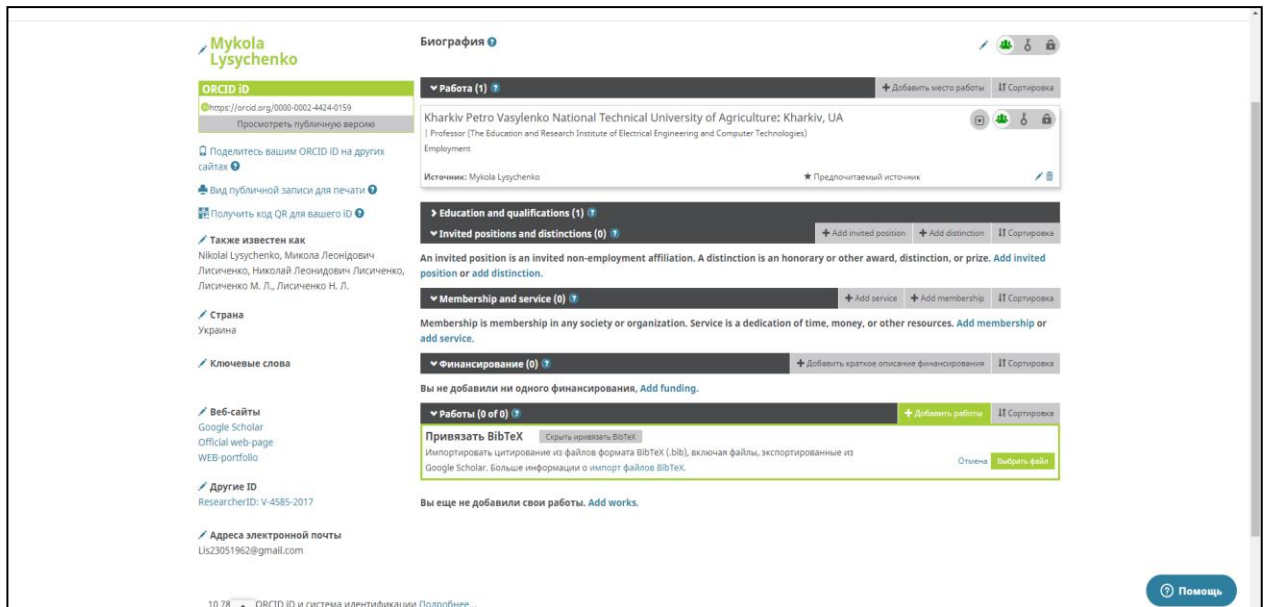 Mykola
Lysychenko
ORCID iD
https://orcid.org/0000-0002-4424-0159
Просмотреть публичную версию
Поделитесь вашим ORCID iD на других
сайтах
Вид публичной записи для печати
Получить код QR для вашего iD
Также известен как
Nikolai Lysychenko, Микола Леонідович
Лисиченко, Николай Леонидович Лисиченко,
Лисиченко М. Л., Лисиченко Н. Л.
Страна
Украина
Ключевые слова
Веб-сайты
Google Scholar
Official web-page
WEB-portfolio
Другие ID
ResearcherID: V-4585-2017
Адреса электронной почты
Lis23051962@gmail.com
Биография
Работа (1) Добавить место работы Сортировка
Kharkiv Petro Vasylenko National Technical University of Agriculture: Kharkiv, UA
| Professor (The Education and Research Institute of Electrical Engineering and Computer Technologies)
Employment
Источник: Mykola Lysychenko Предпочитаемый источник
Education and qualifications (1)
Invited positions and distinctions (0) Add invited position Add distinction Сортировка
An invited position is an invited non-employment affiliation. A distinction is an honorary or other award, distinction, or prize. Add invited
position or add distinction.
Membership and service (0) Add service Add membership Сортировка
Membership is membership in any society or organization. Service is a dedication of time, money, or other resources. Add membership or
add service.
Финансирование (0) Добавить краткое описание финансирования Сортировка
Вы не добавили ни одного финансирования, Add funding.
Работы (0 of 0) Добавить работы Сортировка
Привязать BibTeX Скрыть привязать BibTeX
Импортировать цитирование из файлов формата BibTeX (.bib), включая файлы, экспортированные из
Google Scholar. Больше информации о импорт файлов BibTeX.
Отмена Выбрать файл
Вы еще не добавили свои работы. Add works.
10.78 ORCID iD и система идентификации Подробнее...
Помощь